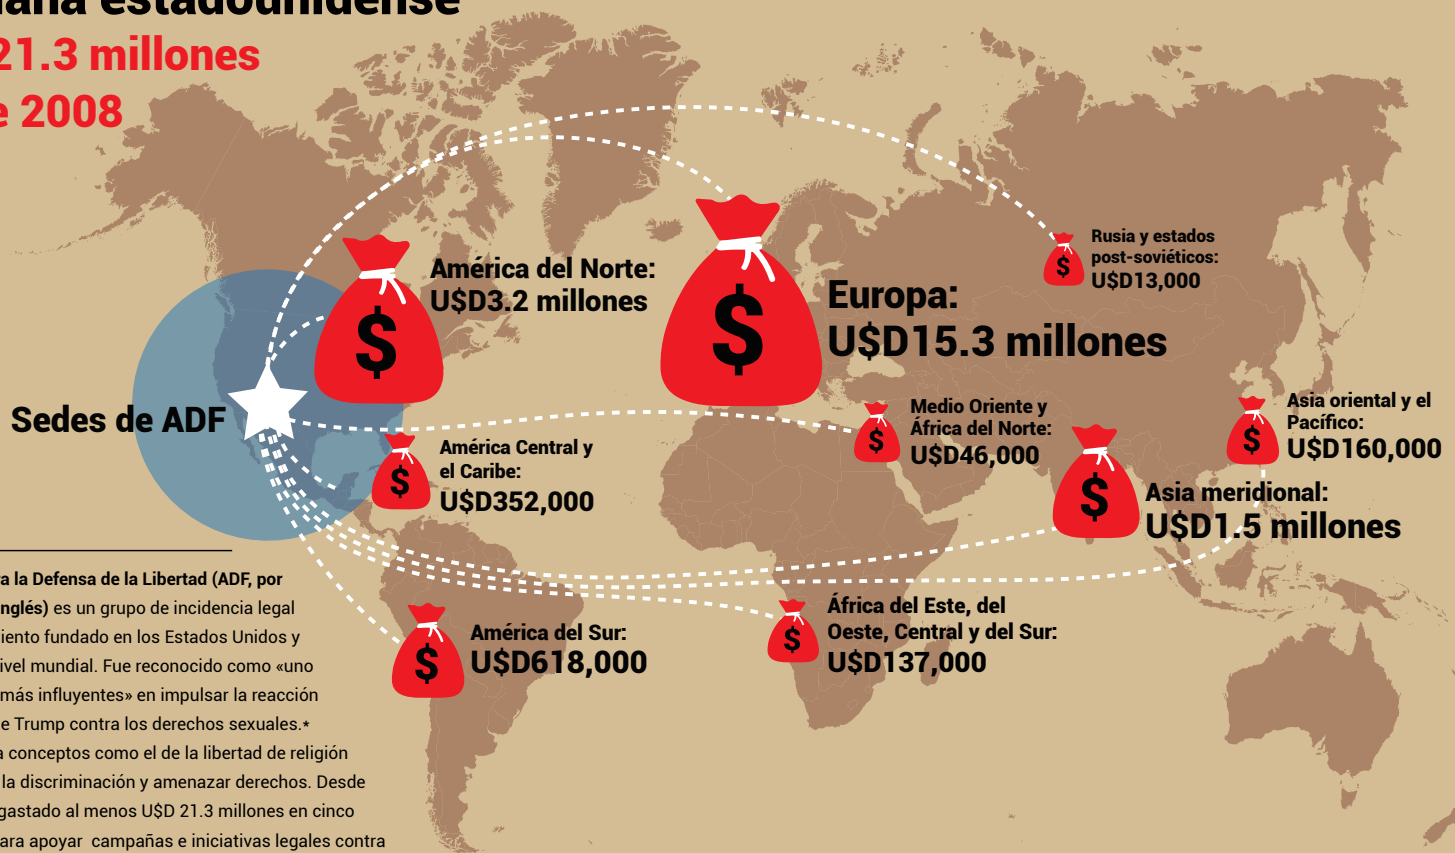 estadounidense
21.3 millones
2008
América del Norte:
U$D3.2 millones
Europa:
U$D15.3 millones
Rusia y estados
post-soviéticos:
U$D13,000
Sedes de ADF
América Central y
el Caribe:
U$D352,000
Medio Oriente y
África del Norte:
U$D46,000
Asia oriental y el
Pacífico:
U$D160,000
Asia meridional:
U$D1.5 millones
América del Sur:
U$D618,000
África del Este, del
Oeste, Central y del Sur:
U$D137,000
$
$
$
$
$
$
$
$
$
la Defensa de la Libertad (ADF, por
es un grupo de incidencia legal
fundado en los Estados Unidos y
mundial. Fue reconocido como «uno
más influyentes» en impulsar la reacción
Trump contra los derechos sexuales.*
conceptos como el de la libertad de religión
la discriminación y amenazar derechos. Desde
gastado al menos U$D 21.3 millones en cinco
apoyar campañas e iniciativas legales contra